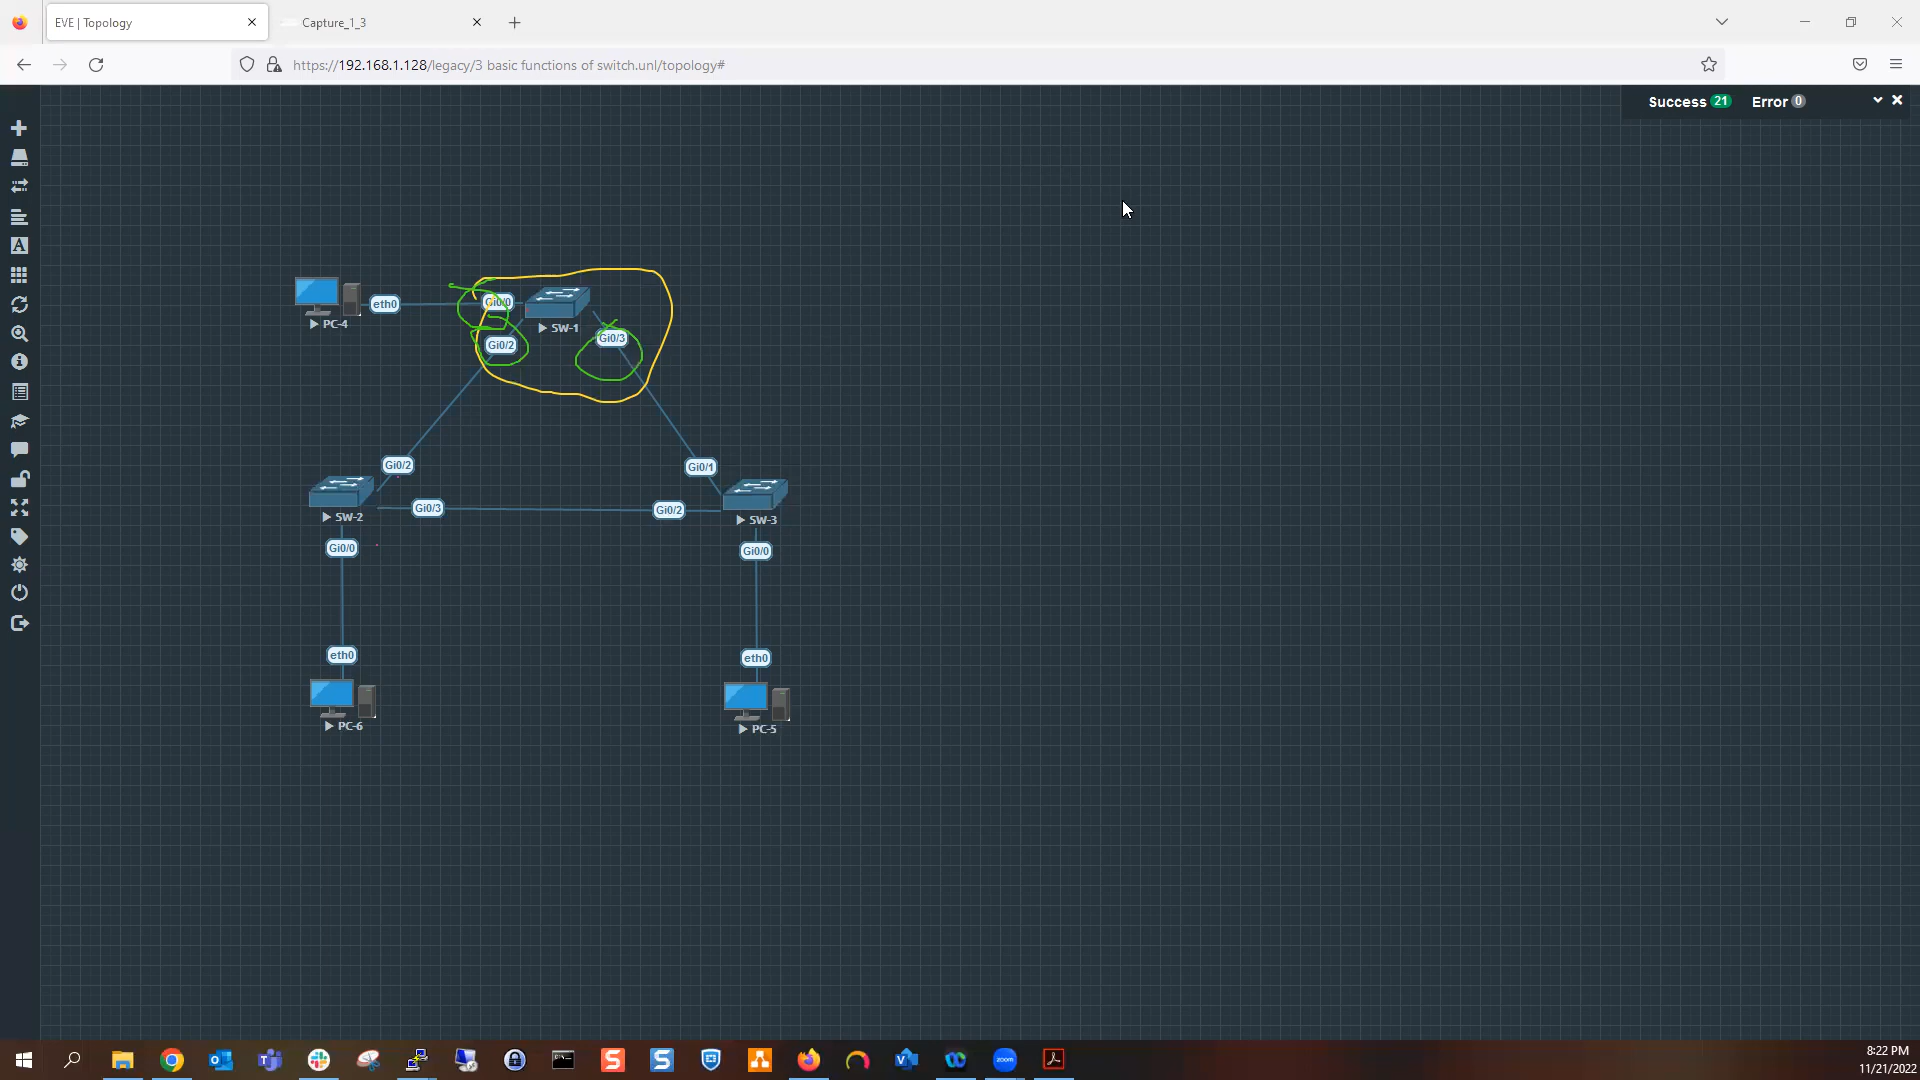 EVE | Topology
Capture_1_3
https://192.168.1.128/legacy/3 basic functions of switch.unl/topology#
Success 21 Error 0
PC-4
eth0
Gi0/0
SW-1
Gi0/2
Gi0/3
Gi0/2
Gi0/1
SW-2
Gi0/3
Gi0/2
SW-3
Gi0/0
Gi0/0
eth0
eth0
PC-6
PC-5
zoom
8:22 PM
11/21/2022